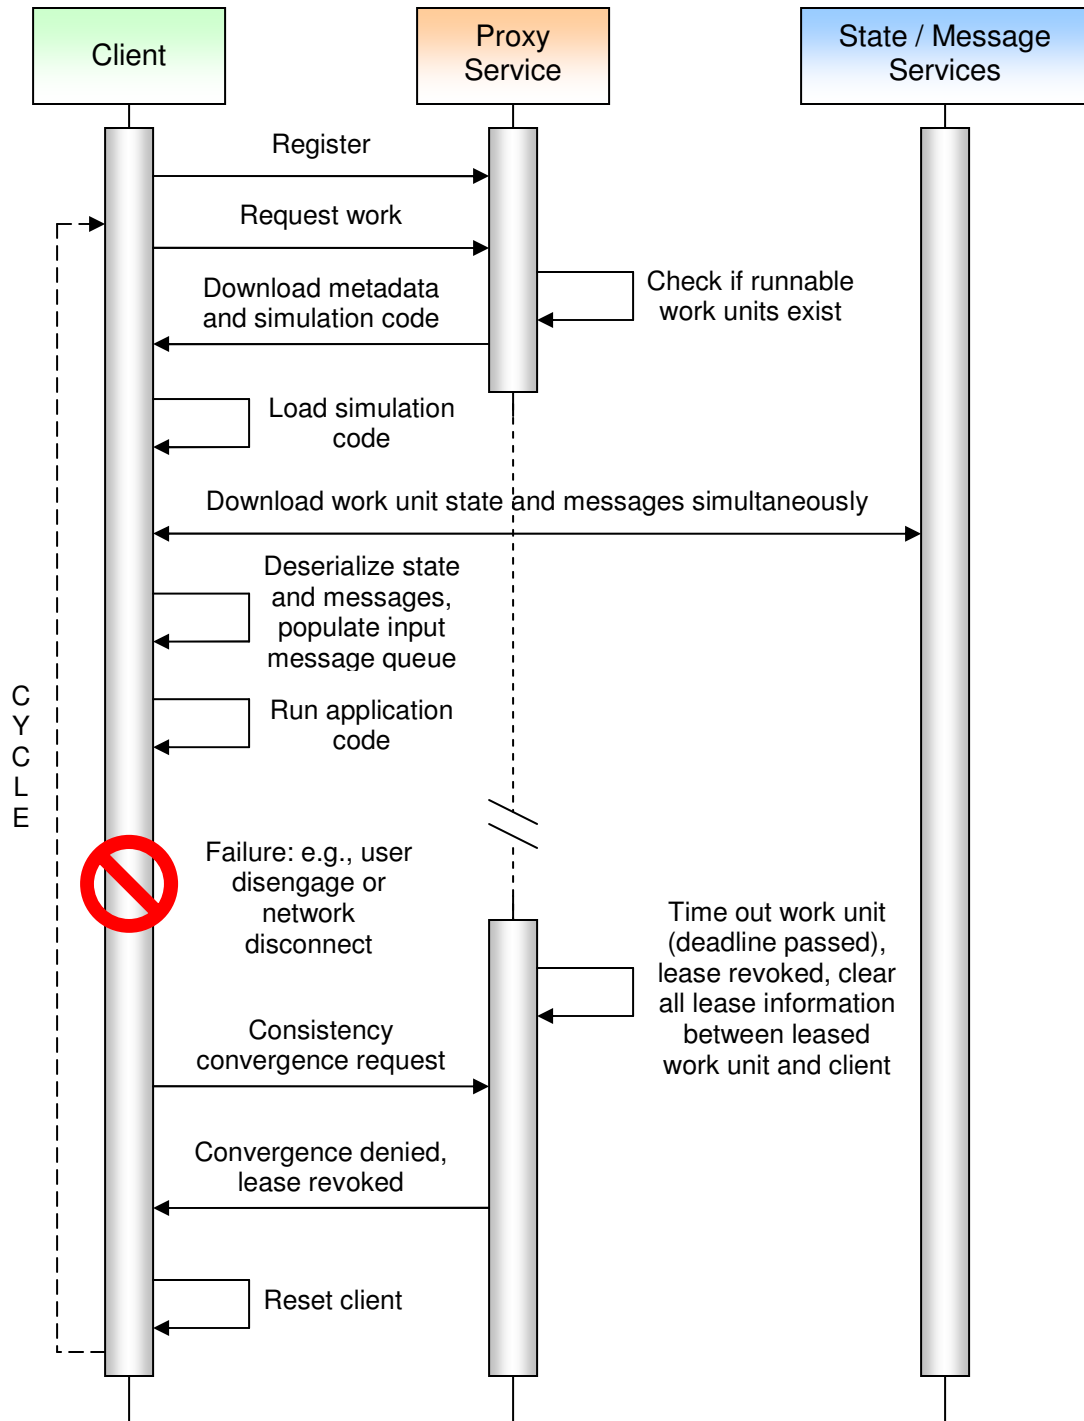 Client
Proxy
Service
State / Message
Services
Register
Request work
Download metadata
and simulation code
Check if runnable
work units exist
Load simulation
code
Download work unit state and messages simultaneously
Deserialize state
and messages,
populate input
message queue
Run application
code
C
Y
C
L
E
Failure: e.g., user
disengage or
network
disconnect
Time out work unit
(deadline passed),
lease revoked, clear
all lease information
between leased
work unit and client
Consistency
convergence request
Convergence denied,
lease revoked
Reset client